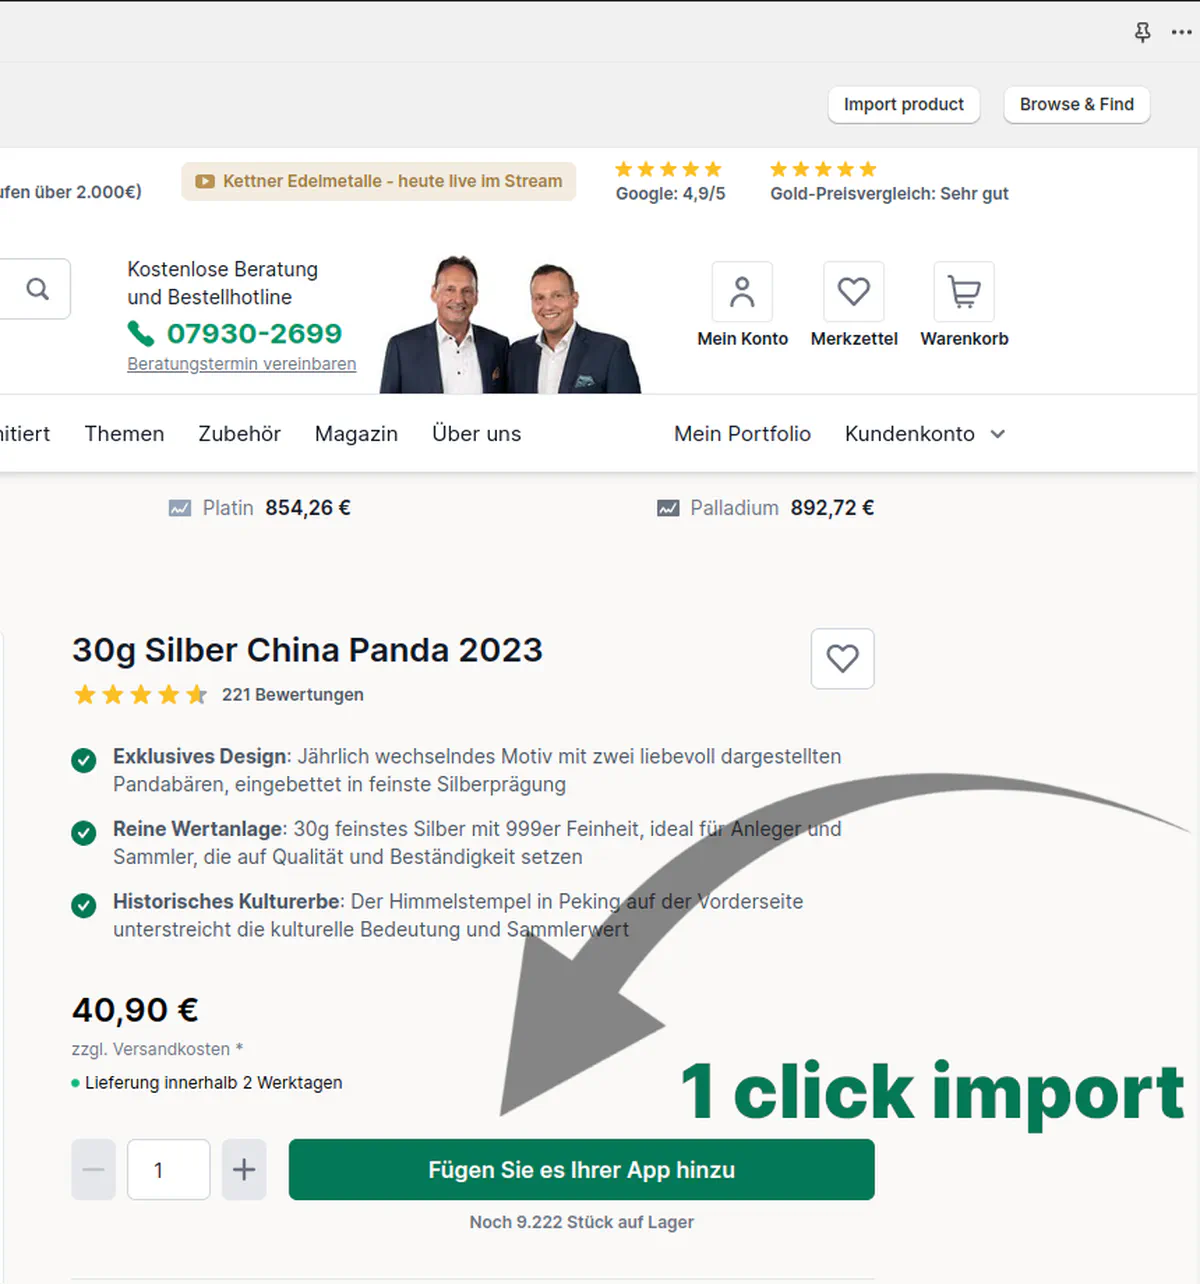 Import product
Browse & Find
ufen über 2.000€)
Kettner Edelmetalle - heute live im Stream
Google: 4,9/5
Gold-Preisvergleich: Sehr gut
Kostenlose Beratung
und Bestellhotline
07930-2699
Beratungstermin vereinbaren
Mein Konto
Merkzettel
Warenkorb
nitiert
Themen
Zubehör
Magazin
Über uns
Mein Portfolio
Kundenkonto
Platin 854,26 €
Palladium 892,72 €
30g Silber China Panda 2023
221 Bewertungen
Exklusives Design: Jährlich wechselndes Motiv mit zwei liebevoll dargestellten
Pandabären, eingebettet in feinste Silberprägung
Reine Wertanlage: 30g feinstes Silber mit 999er Feinheit, ideal für Anleger und
Sammler, die auf Qualität und Beständigkeit setzen
Historisches Kulturerbe: Der Himmelstempel in Peking auf der Vorderseite
unterstreicht die kulturelle Bedeutung und Sammlerwert
40,90 €
zzgl. Versandkosten *
Lieferung innerhalb 2 Werktagen
1 click import
1
Fügen Sie es Ihrer App hinzu
Noch 9.222 Stück auf Lager